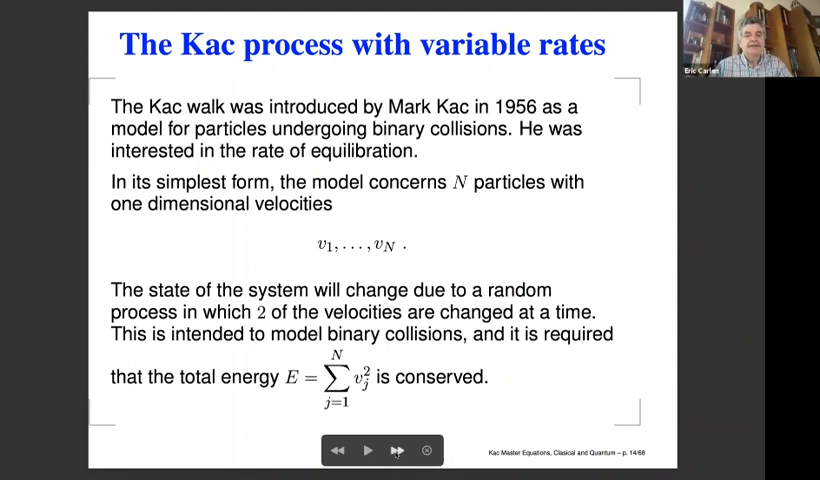 The Kac process with variable rates
Eric Carlen
The Kac walk was introduced by Mark Kac in 1956 as a
model for particles undergoing binary collisions. He was
interested in the rate of equilibration.
In its simplest form, the model concerns N particles with
one dimensional velocities
v₁, . . . , v_N .
The state of the system will change due to a random
process in which 2 of the velocities are changed at a time.
This is intended to model binary collisions, and it is required
that the total energy E = ∑_{j=1}^{N} v_j^2 is conserved.
Kac Master Equations, Clasical and Quantum – p. 14/68